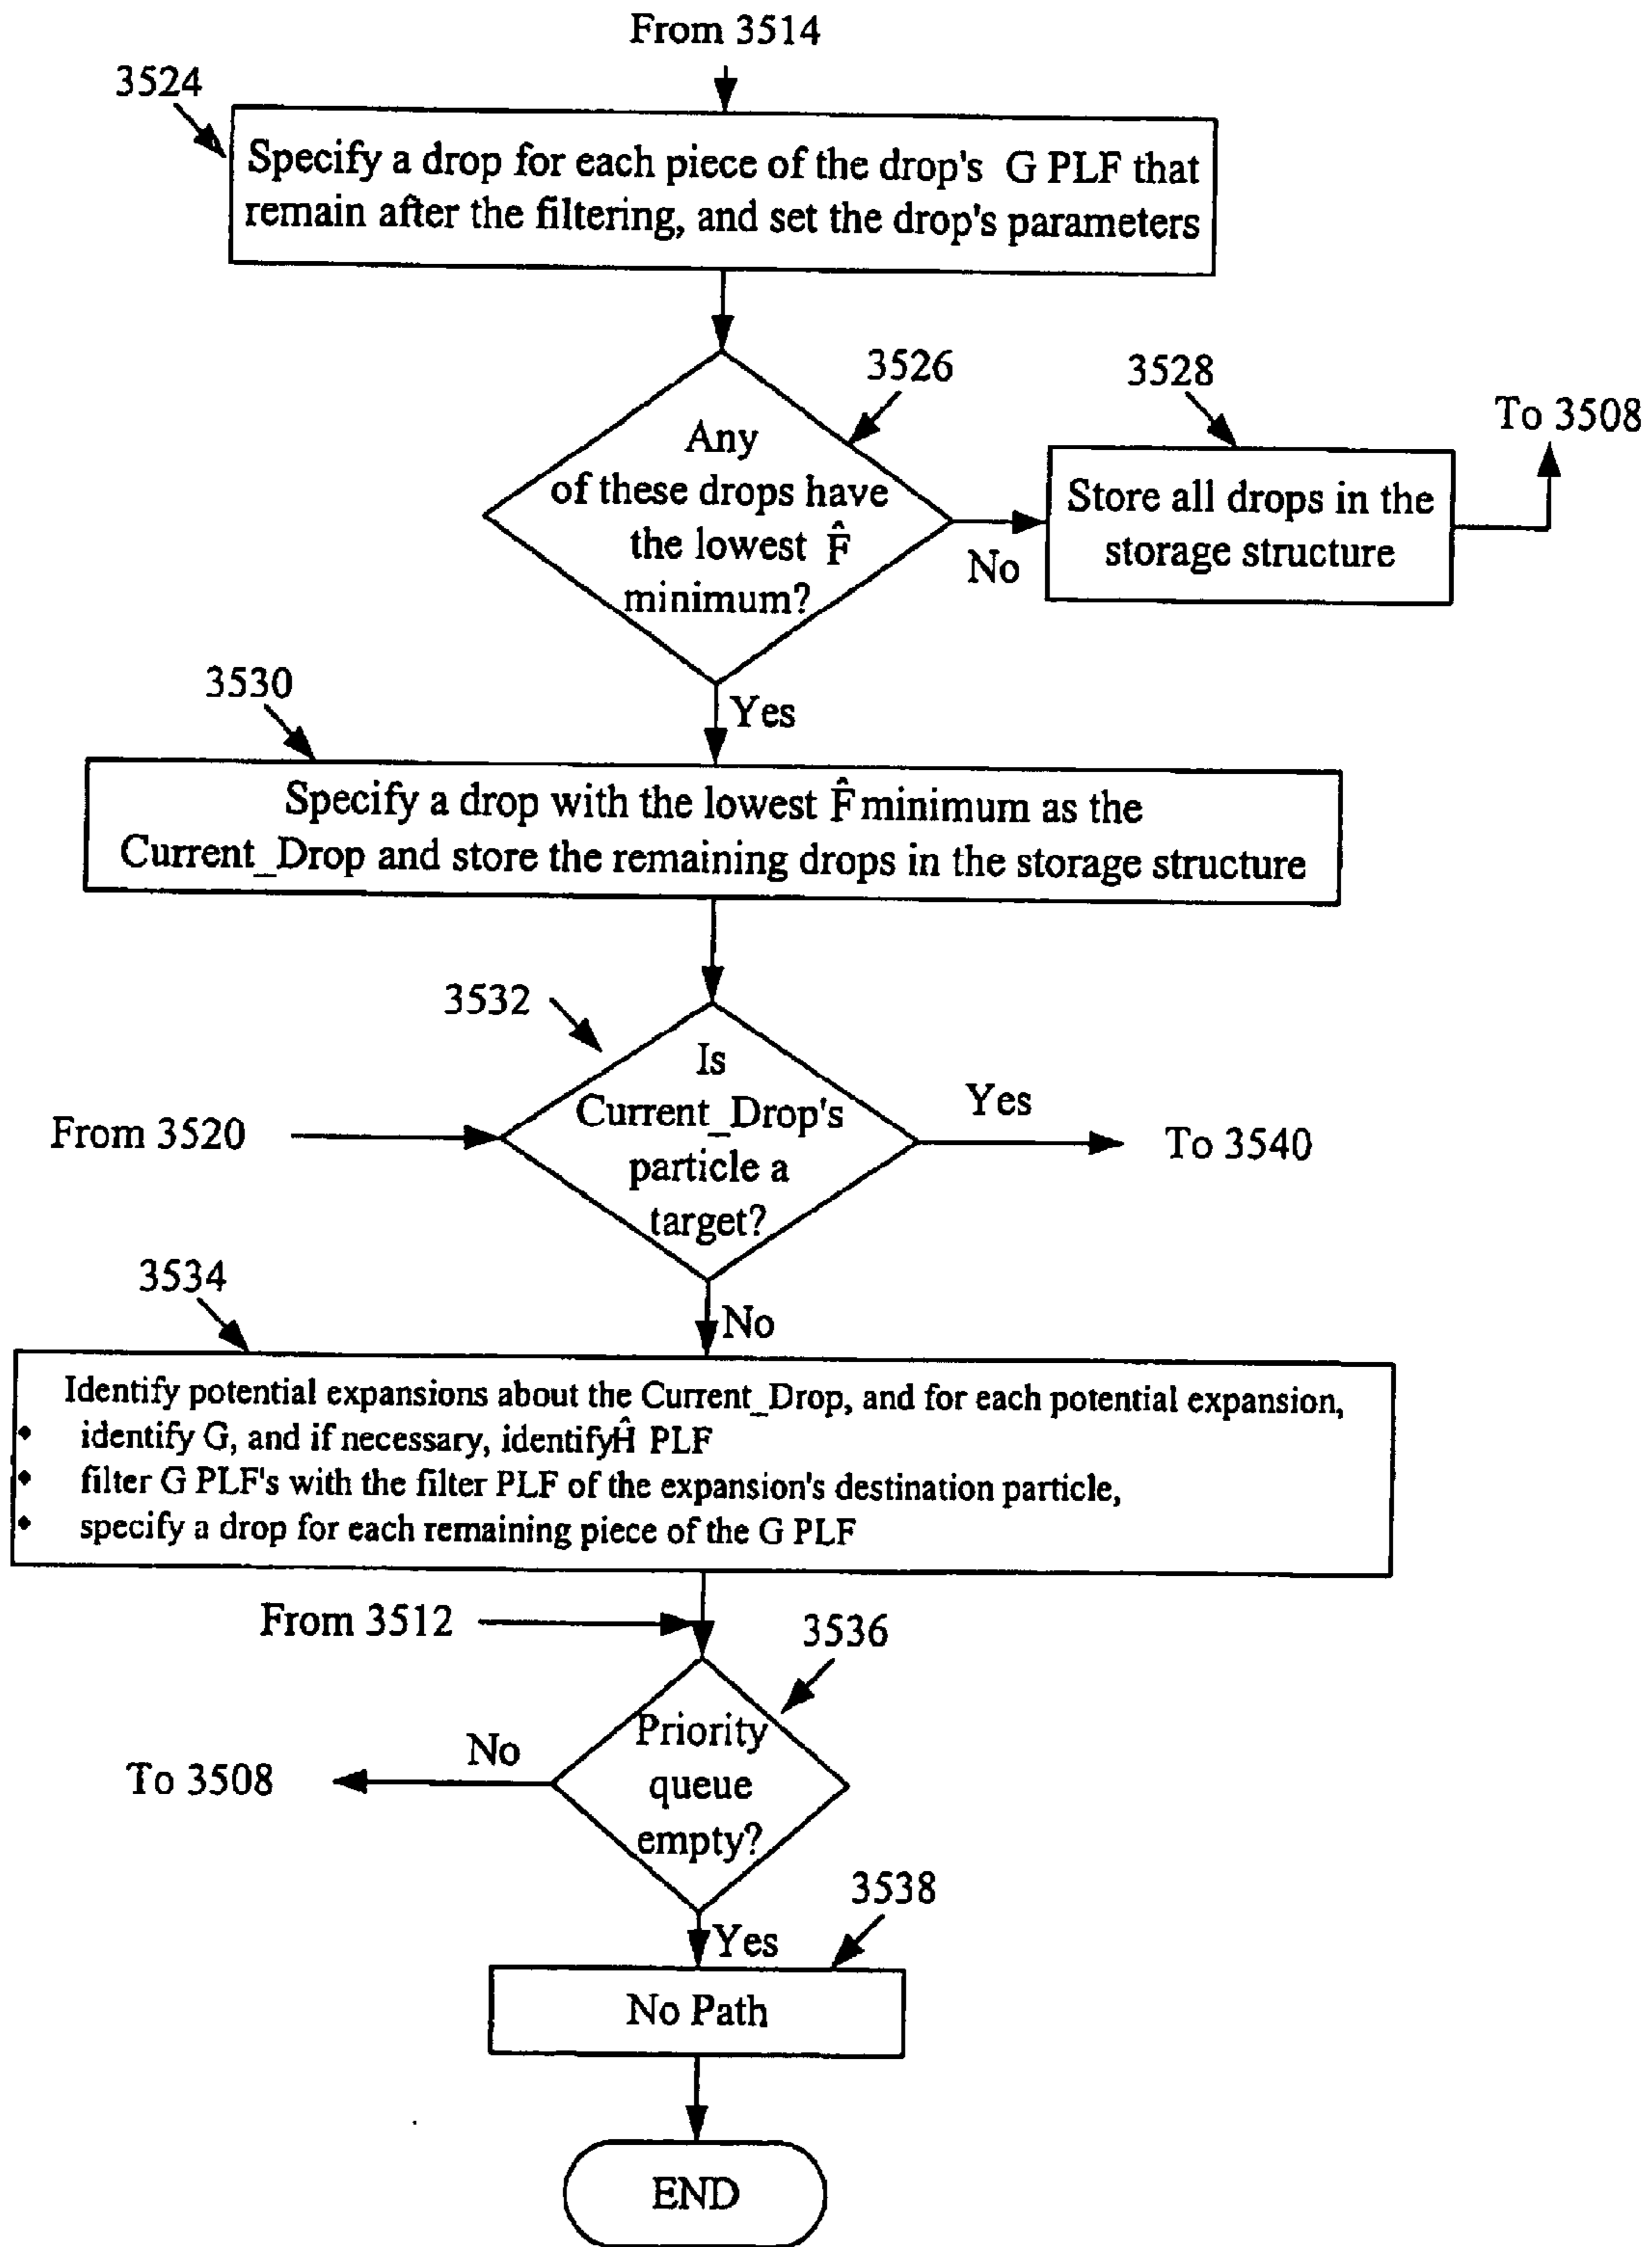 From 3514
3524
Specify a drop for each piece of the drop's G PLF that
remain after the filtering, and set the drop's parameters
3526
3528
To 3508
Any
of these drops have
the lowest F̂
minimum?
No
Store all drops in the
storage structure
3530
Yes
Specify a drop with the lowest F̂ minimum as the
Current_Drop and store the remaining drops in the storage structure
3532
Is
Current_Drop's
particle a
target?
From 3520
Yes
To 3540
3534
No
Identify potential expansions about the Current_Drop, and for each potential expansion,
♦ identify G, and if necessary, identifyĤ PLF
♦ filter G PLF's with the filter PLF of the expansion's destination particle,
♦ specify a drop for each remaining piece of the G PLF
From 3512
3536
Priority
queue
empty?
No
To 3508
3538
Yes
No Path
END